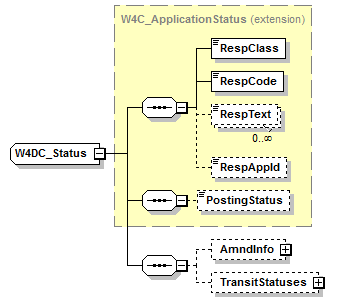 W4C_ApplicationStatus (extension)
RespClass
RespCode
RespText
0..∞
RespAppId
W4DC_Status
PostingStatus
AmndInfo
TransitStatuses